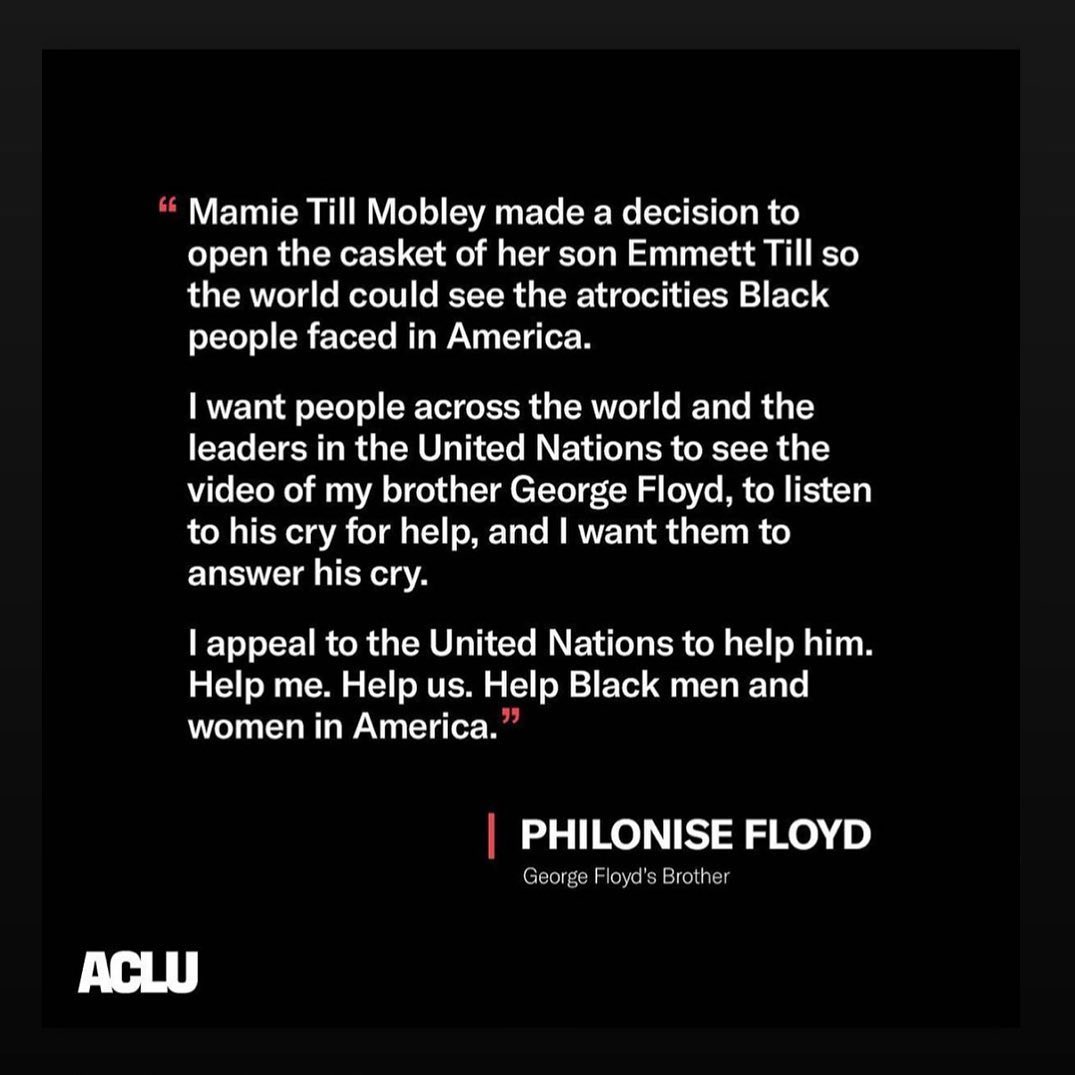 “ Mamie Till Mobley made a decision to
open the casket of her son Emmett Till so
the world could see the atrocities Black
people faced in America.
I want people across the world and the
leaders in the United Nations to see the
video of my brother George Floyd, to listen
to his cry for help, and I want them to
answer his cry.
I appeal to the United Nations to help him.
Help me. Help us. Help Black men and
women in America.”
PHILONISE FLOYD
George Floyd's Brother
ACLU